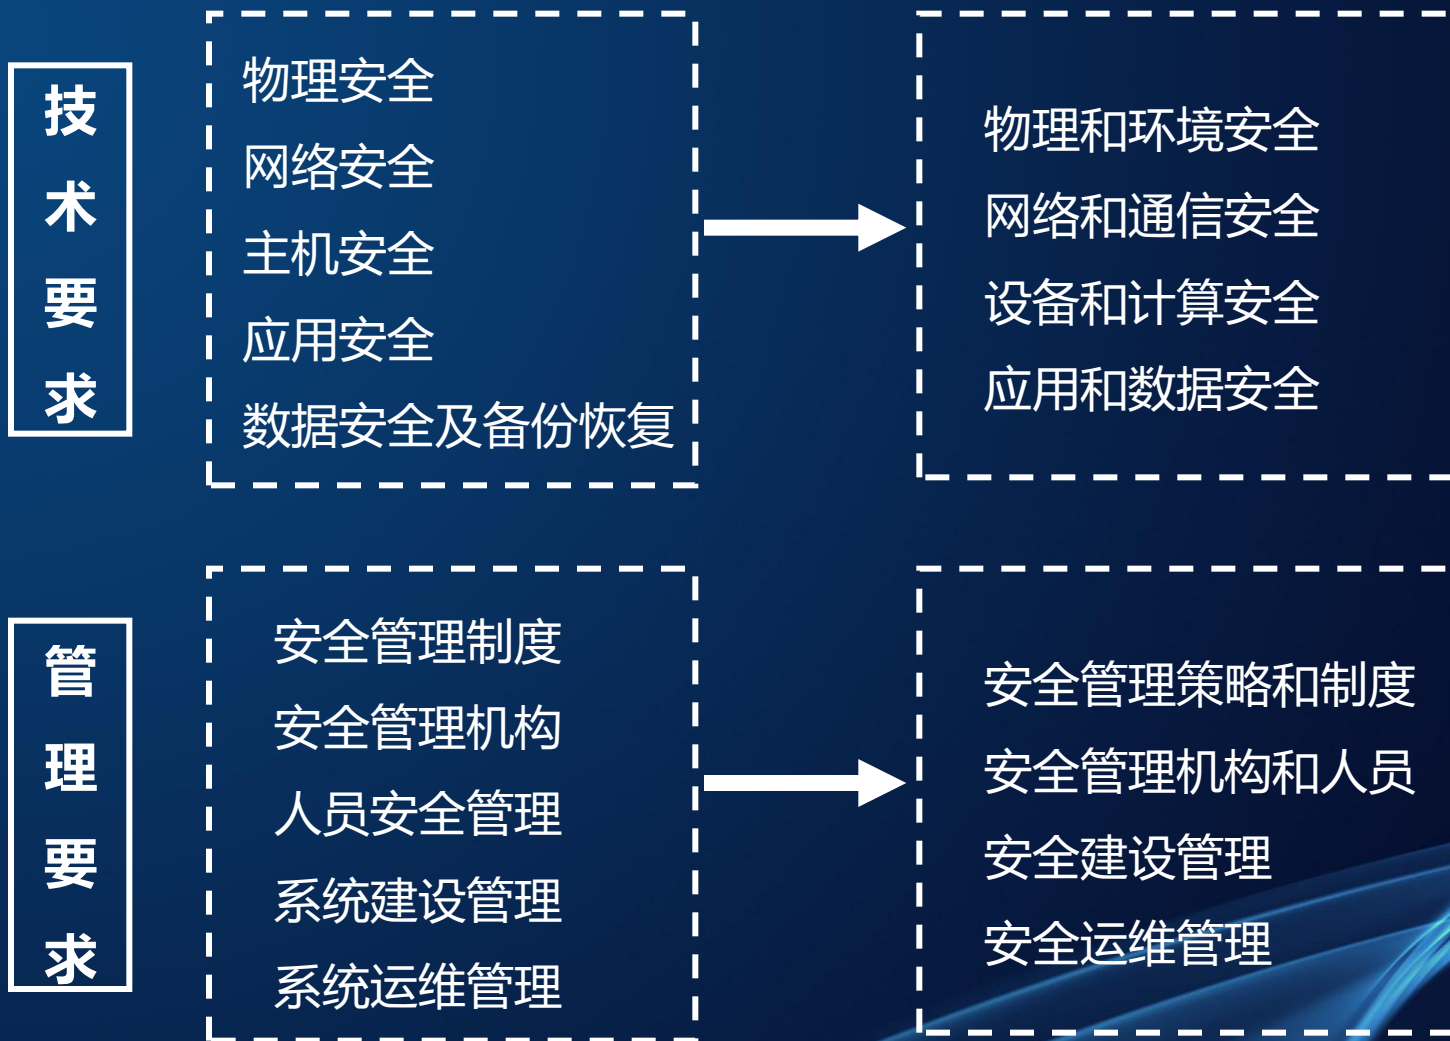 技术要求
物理安全
网络安全
主机安全
应用安全
数据安全及备份恢复
物理和环境安全
网络和通信安全
设备和计算安全
应用和数据安全
管理要求
安全管理制度
安全管理机构
人员安全管理
系统建设管理
系统运维管理
安全管理策略和制度
安全管理机构和人员
安全建设管理
安全运维管理